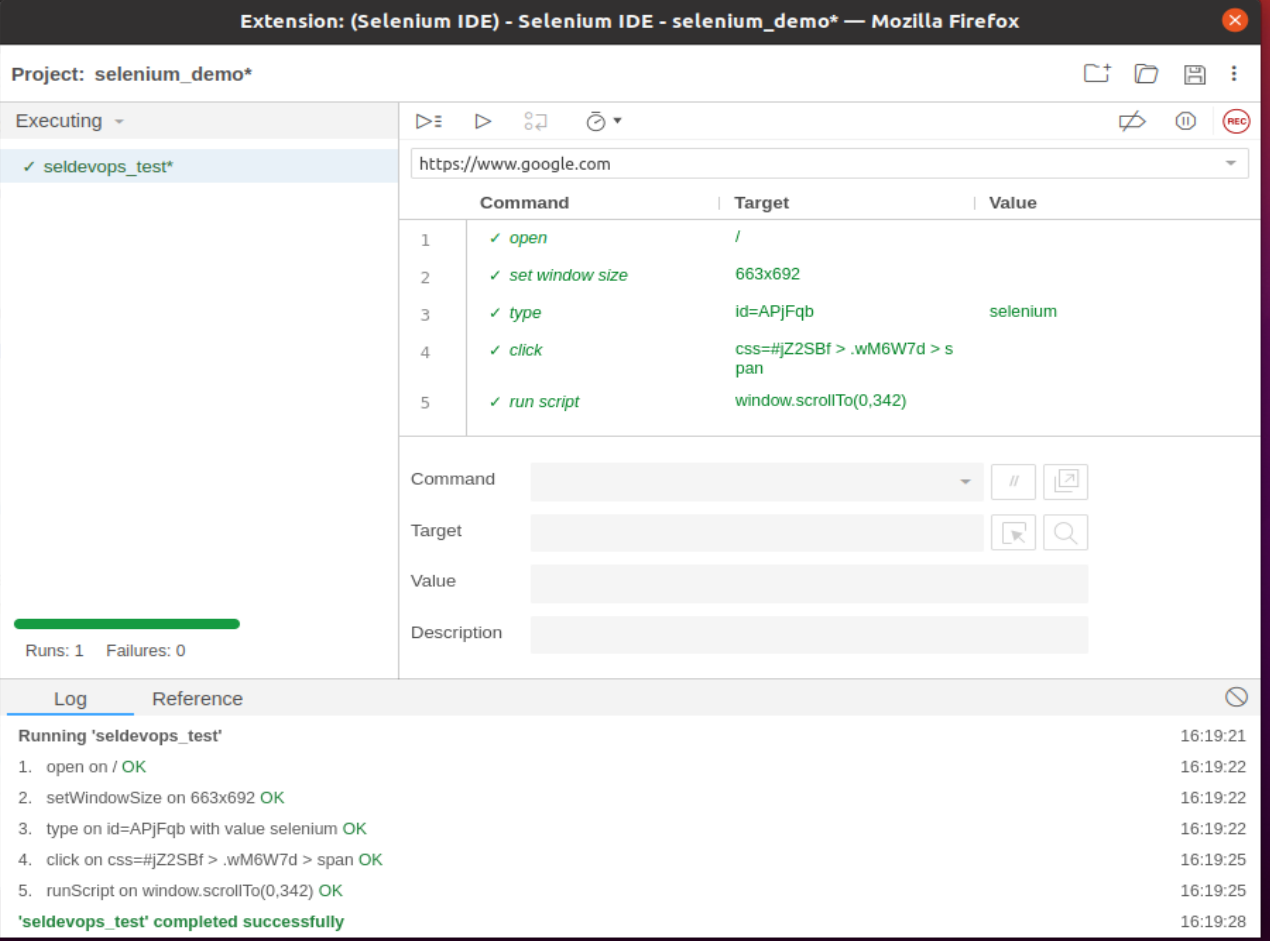 Extension: (Selenium IDE) - Selenium IDE - selenium_demo* — Mozilla Firefox
Project: selenium_demo*
Executing
✓ seldevops_test*
REC
https://www.google.com
Command Target Value
1 ✓ open /
2 ✓ set window size 663x692
3 ✓ type id=APjFqb selenium
4 ✓ click css=#jZ2SBf > .wM6W7d > s
pan
5 ✓ run script window.scrollTo(0,342)
Command //
Target
Value
Description
Runs: 1 Failures: 0
Log Reference
Running 'seldevops_test' 16:19:21
1. open on / OK 16:19:22
2. setWindowSize on 663x692 OK 16:19:22
3. type on id=APjFqb with value selenium OK 16:19:22
4. click on css=#jZ2SBf > .wM6W7d > span OK 16:19:25
5. runScript on window.scrollTo(0,342) OK 16:19:25
'seldevops_test' completed successfully 16:19:28